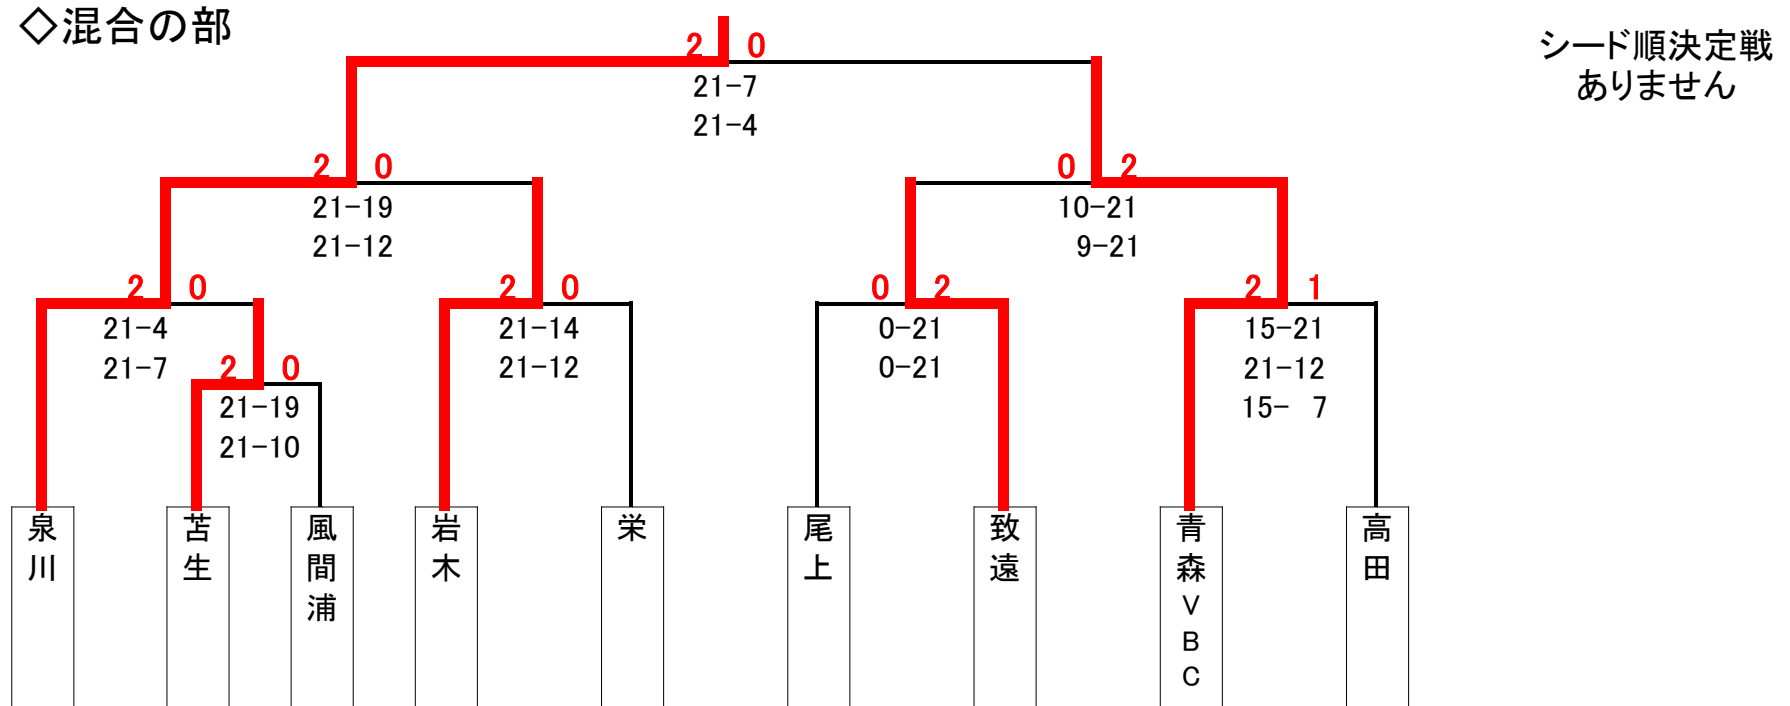 ◇混合の部
シード順決定戦
ありません
2 0
21-7
21-4
2 0
21-19
21-12
0 2
10-21
9-21
2 0
21-4
21-7
2 0
21-14
21-12
0 2
0-21
0-21
2 1
15-21
21-12
15- 7
2 0
21-19
21-10
泉川
苫生
風間浦
岩木
栄
尾上
致遠
青森VBC
高田